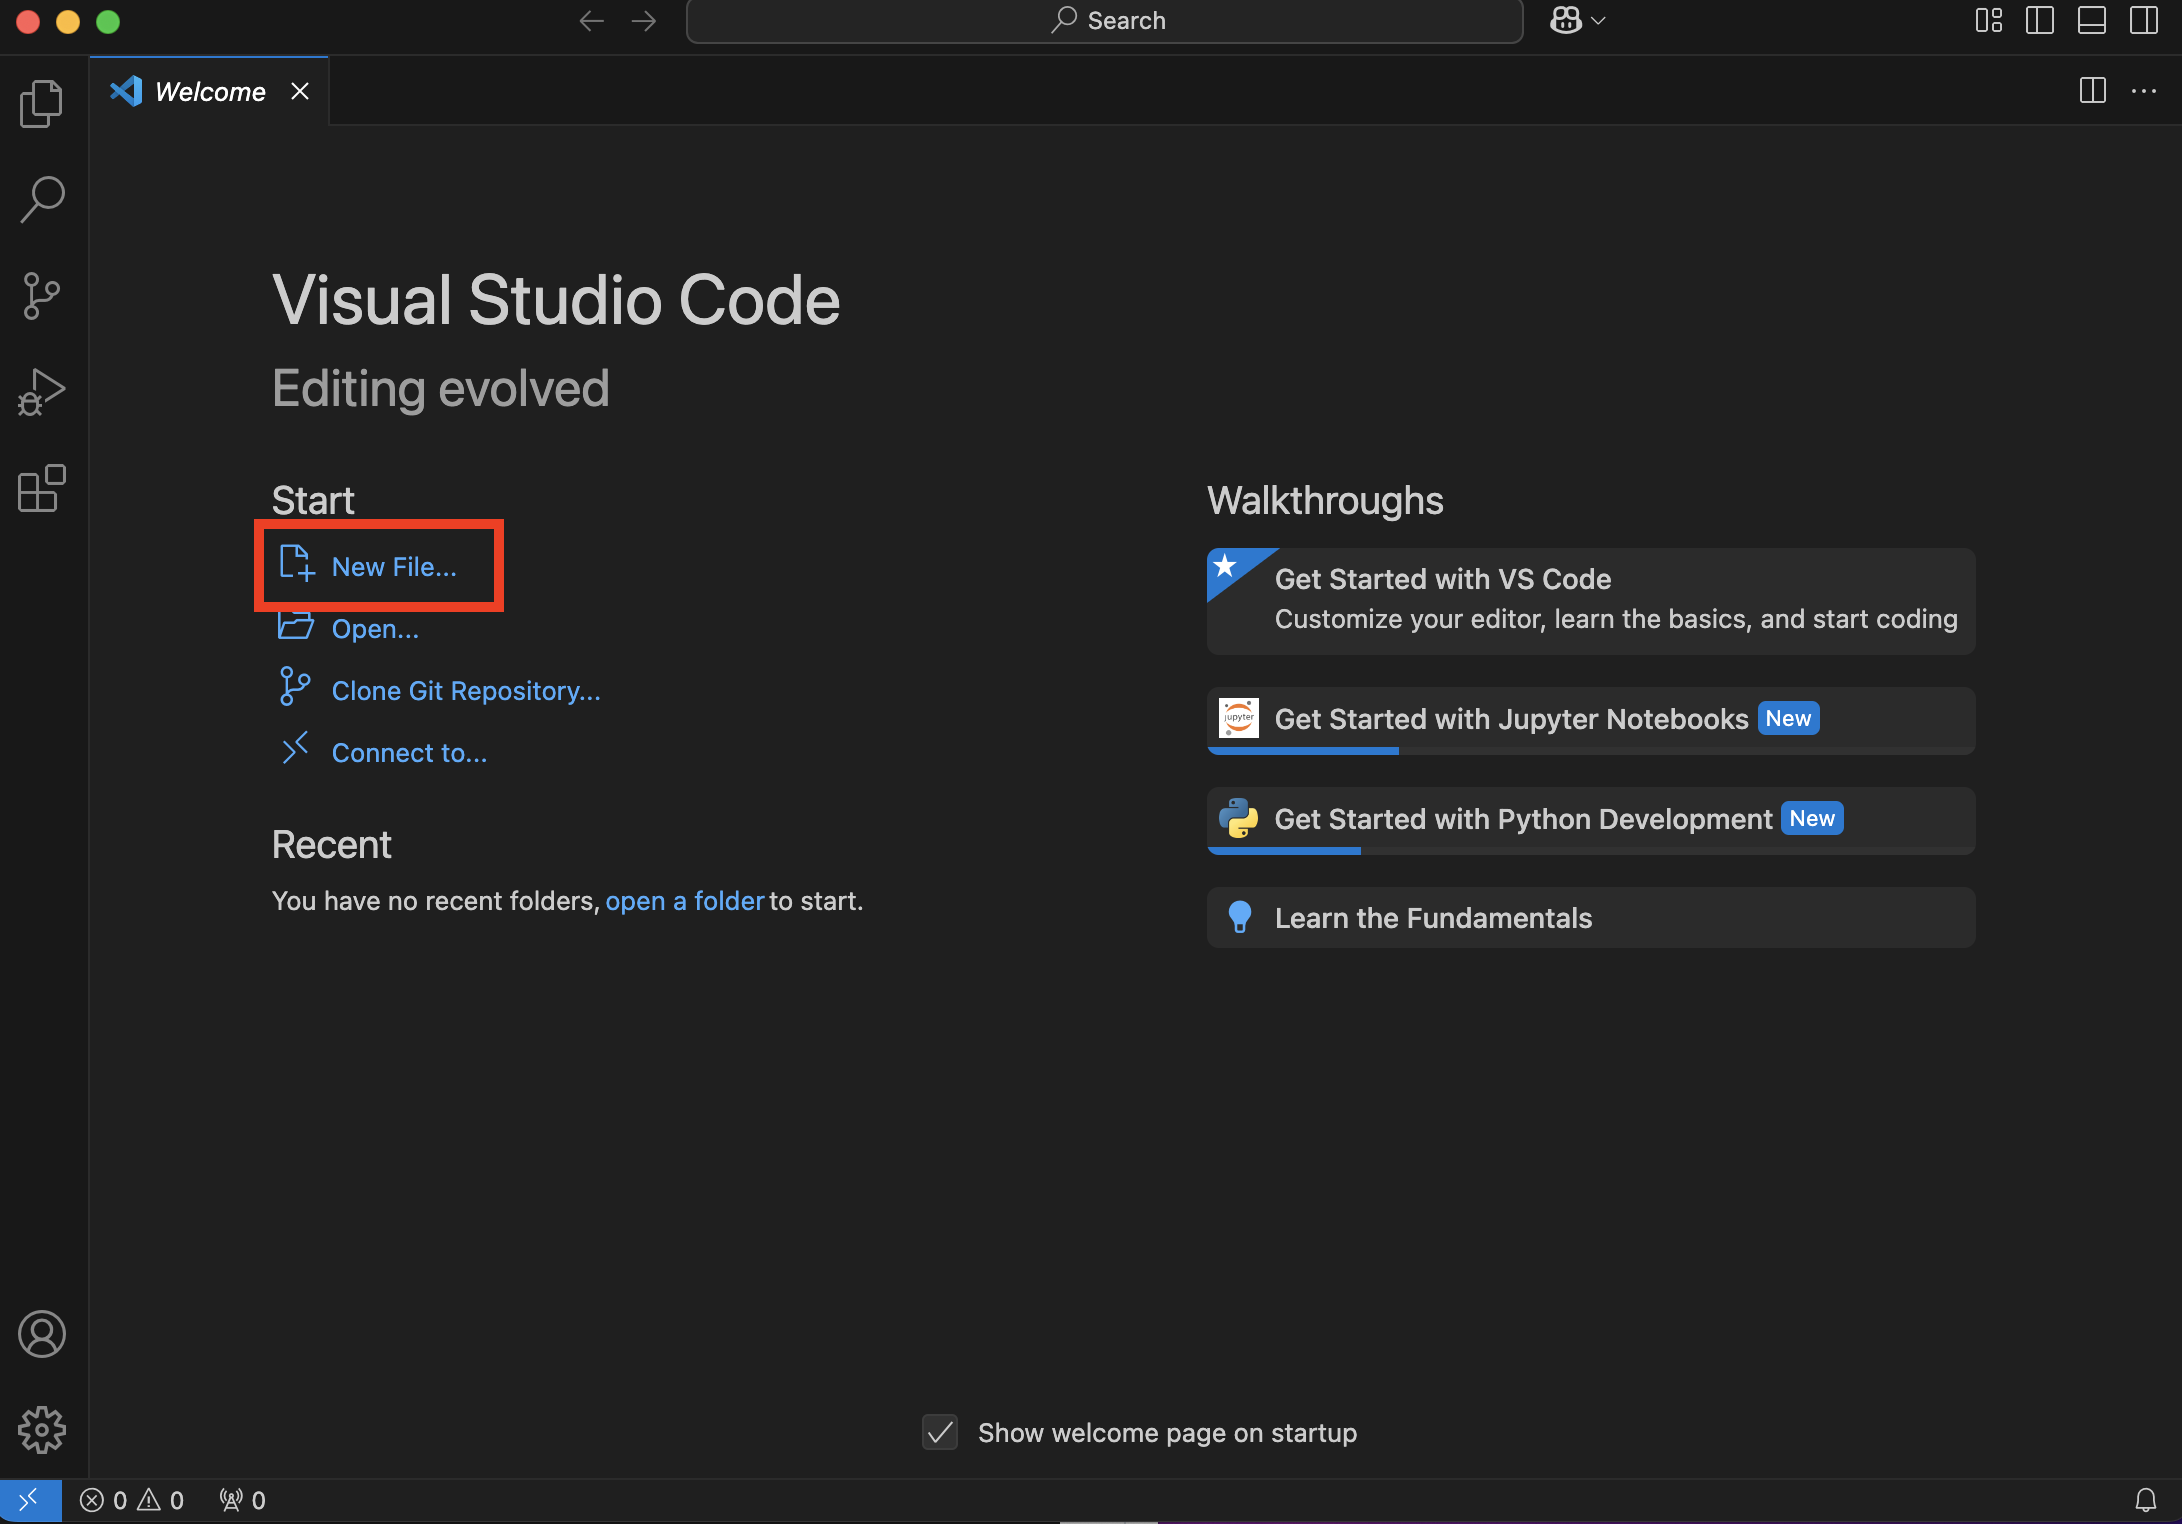 Search
Welcome
Visual Studio Code
Editing evolved
Start
New File...
Open...
Clone Git Repository...
Connect to...
Recent
You have no recent folders, open a folder to start.
Walkthroughs
Get Started with VS Code
Customize your editor, learn the basics, and start coding
jupyter
Get Started with Jupyter Notebooks New
Get Started with Python Development New
Learn the Fundamentals
Show welcome page on startup
0 0 0